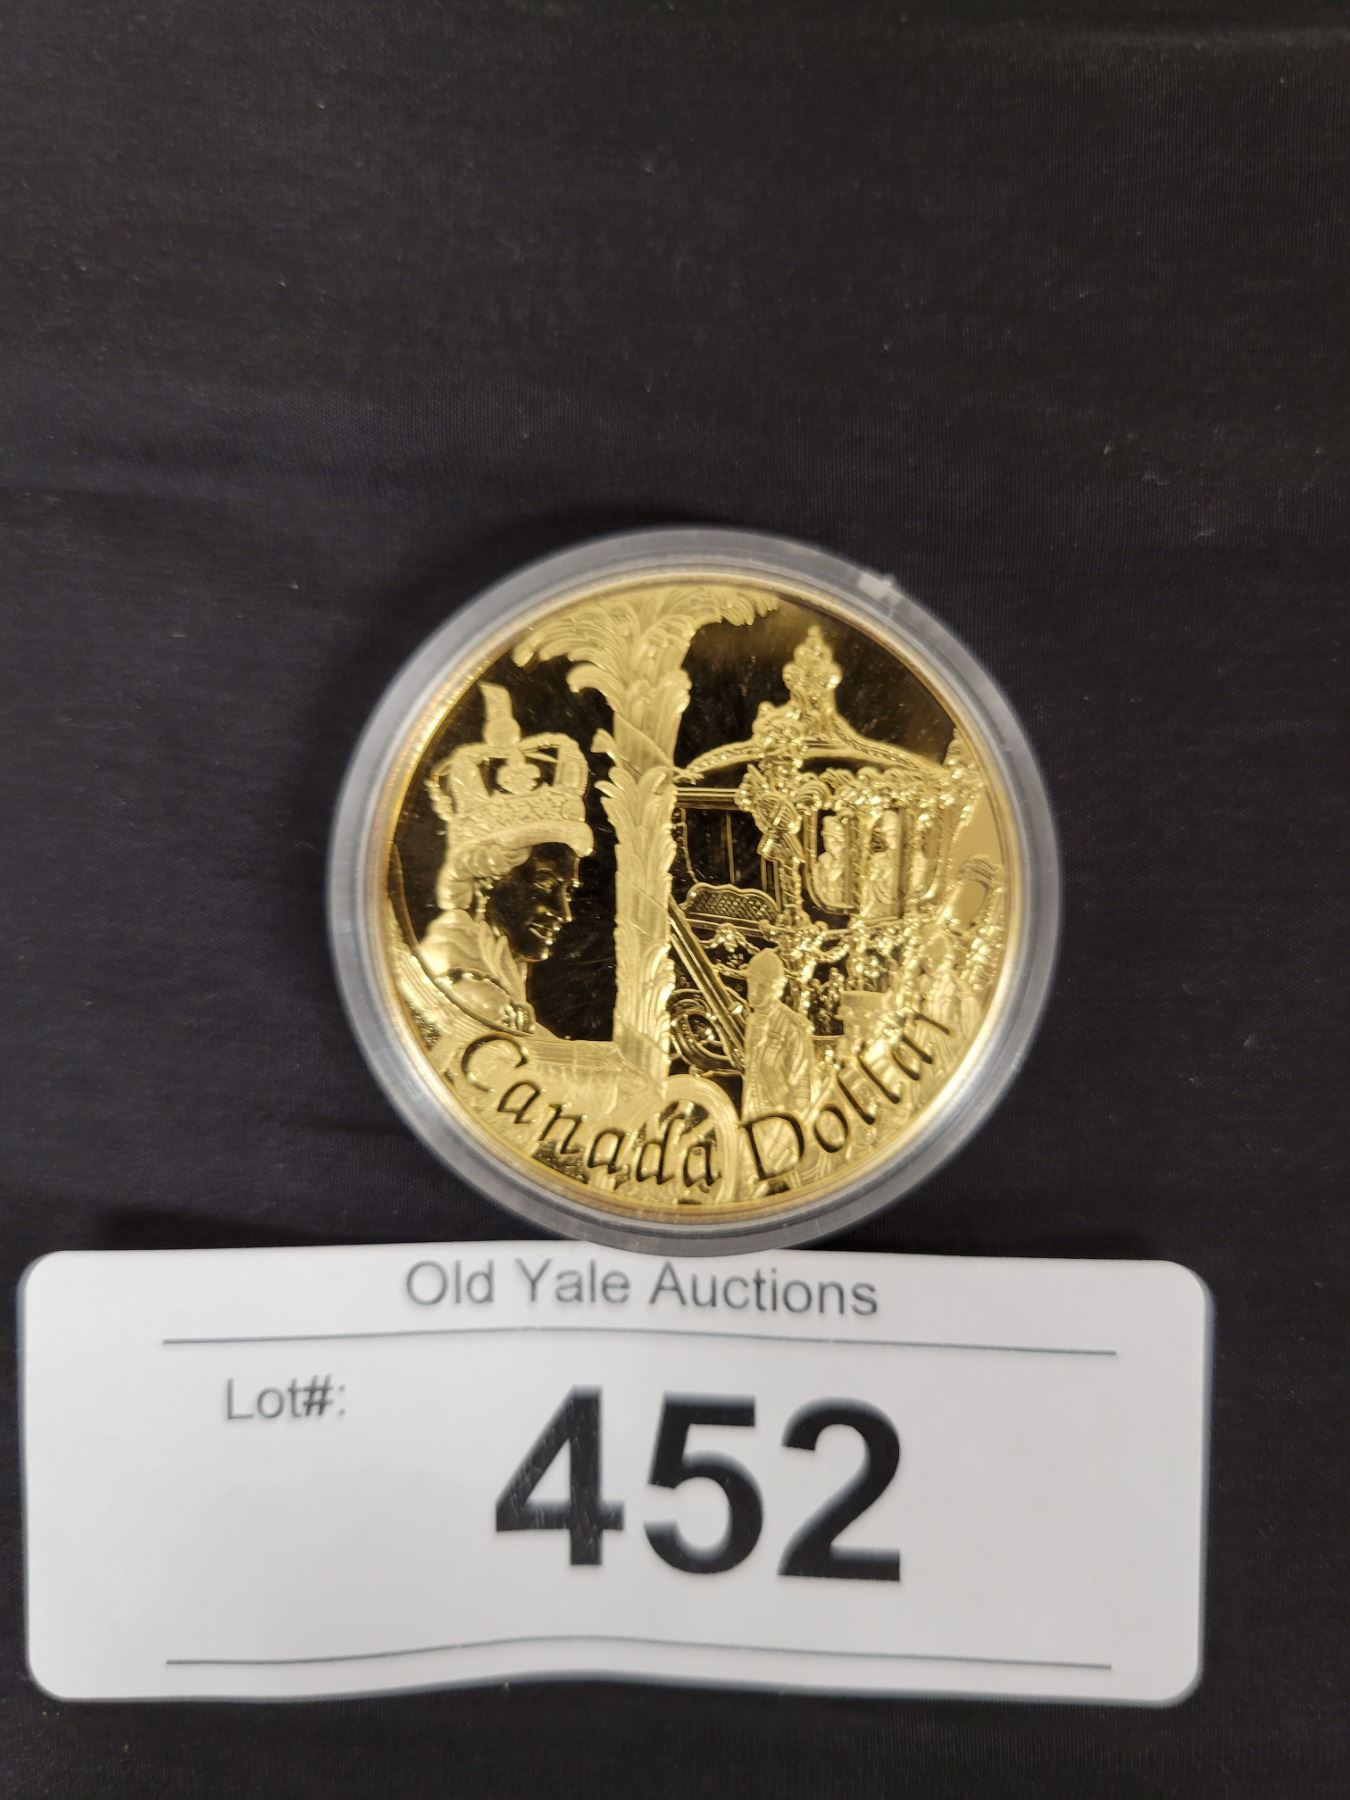 Canada Dollar
Old Yale Auctions
Lot#:
452